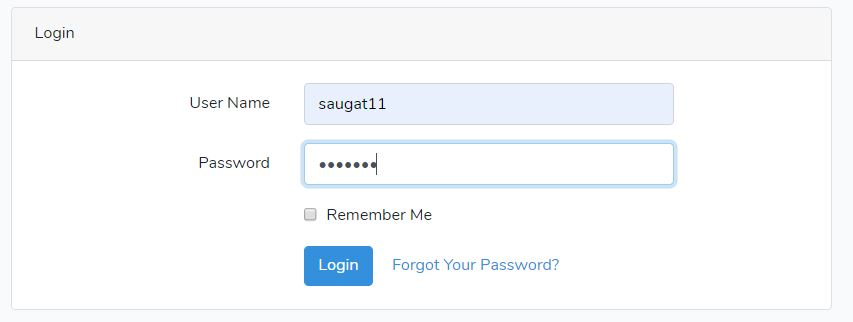 Login
User Name saugat11
Password •••••••
Remember Me
Login Forgot Your Password?